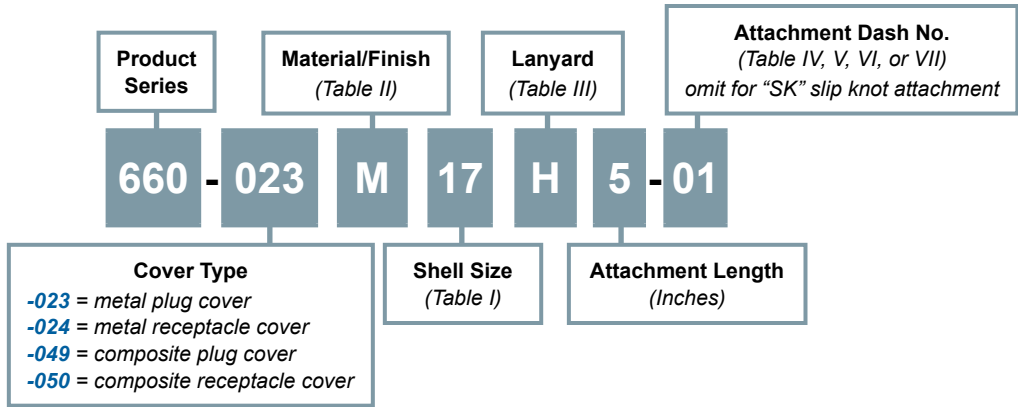 Product
Series
Material/Finish
(Table II)
Lanyard
(Table III)
Attachment Dash No.
(Table IV, V, VI, or VII)
omit for “SK” slip knot attachment
660 - 023 M 17 H 5 - 01
Cover Type
-023 = metal plug cover
-024 = metal receptacle cover
-049 = composite plug cover
-050 = composite receptacle cover
Shell Size
(Table I)
Attachment Length
(Inches)